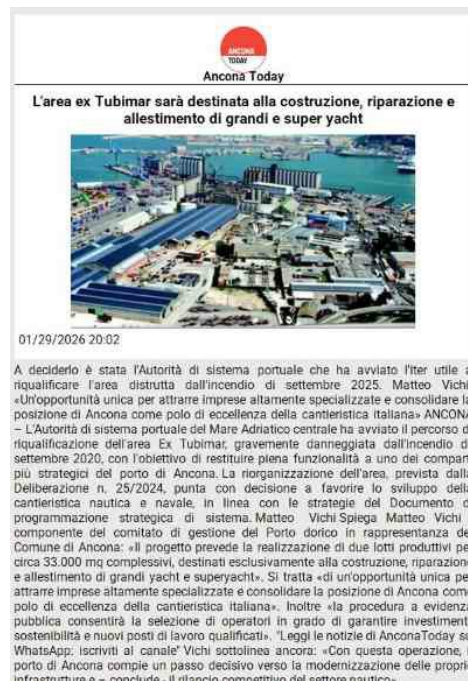 ANCONA
TODAY
Ancona Today
L'area ex Tubimar sarà destinata alla costruzione, riparazione e
allestimento di grandi e super yacht
01/29/2026 20:02
A deciderlo è stata l'Autorità di sistema portuale che ha avviato l'iter utile a
riqualificare l'area distrutta dall'incendio di settembre 2025. Matteo Vichi:
«Un'opportunità unica per attrarre imprese altamente specializzate e consolidare la
posizione di Ancona come polo di eccellenza della cantieristica italiana» ANCONA
– L'Autorità di sistema portuale del Mare Adriatico centrale ha avviato il percorso di
riqualificazione dell'area Ex Tubimar, gravemente danneggiata dall'incendio di
settembre 2020, con l'obiettivo di restituire piena funzionalità a uno dei comparti
più strategici del porto di Ancona. La riorganizzazione dell'area, prevista dalla
Deliberazione n. 25/2024, punta con decisione a favorire lo sviluppo della
cantieristica nautica e navale, in linea con le strategie del Documento di
programmazione strategica di sistema. Matteo Vichi Spiega Matteo Vichi ,
componente del comitato di gestione del Porto dorico in rappresentanza del
Comune di Ancona: «Il progetto prevede la realizzazione di due lotti produttivi per
circa 33.000 mq complessivi, destinati esclusivamente alla costruzione, riparazione
e allestimento di grandi yacht e superyacht». Si tratta «di un'opportunità unica per
attrarre imprese altamente specializzate e consolidare la posizione di Ancona come
polo di eccellenza della cantieristica italiana». Inoltre «la procedura a evidenza
pubblica consentirà la selezione di operatori in grado di garantire investimenti,
sostenibilità e nuovi posti di lavoro qualificati». "Leggi le notizie di AnconaToday su
WhatsApp: iscriviti al canale" Vichi sottolinea ancora: «Con questa operazione, il
porto di Ancona compie un passo decisivo verso la modernizzazione delle proprie
infrastrutture e – conclude - il rilancio competitivo del settore nautico».